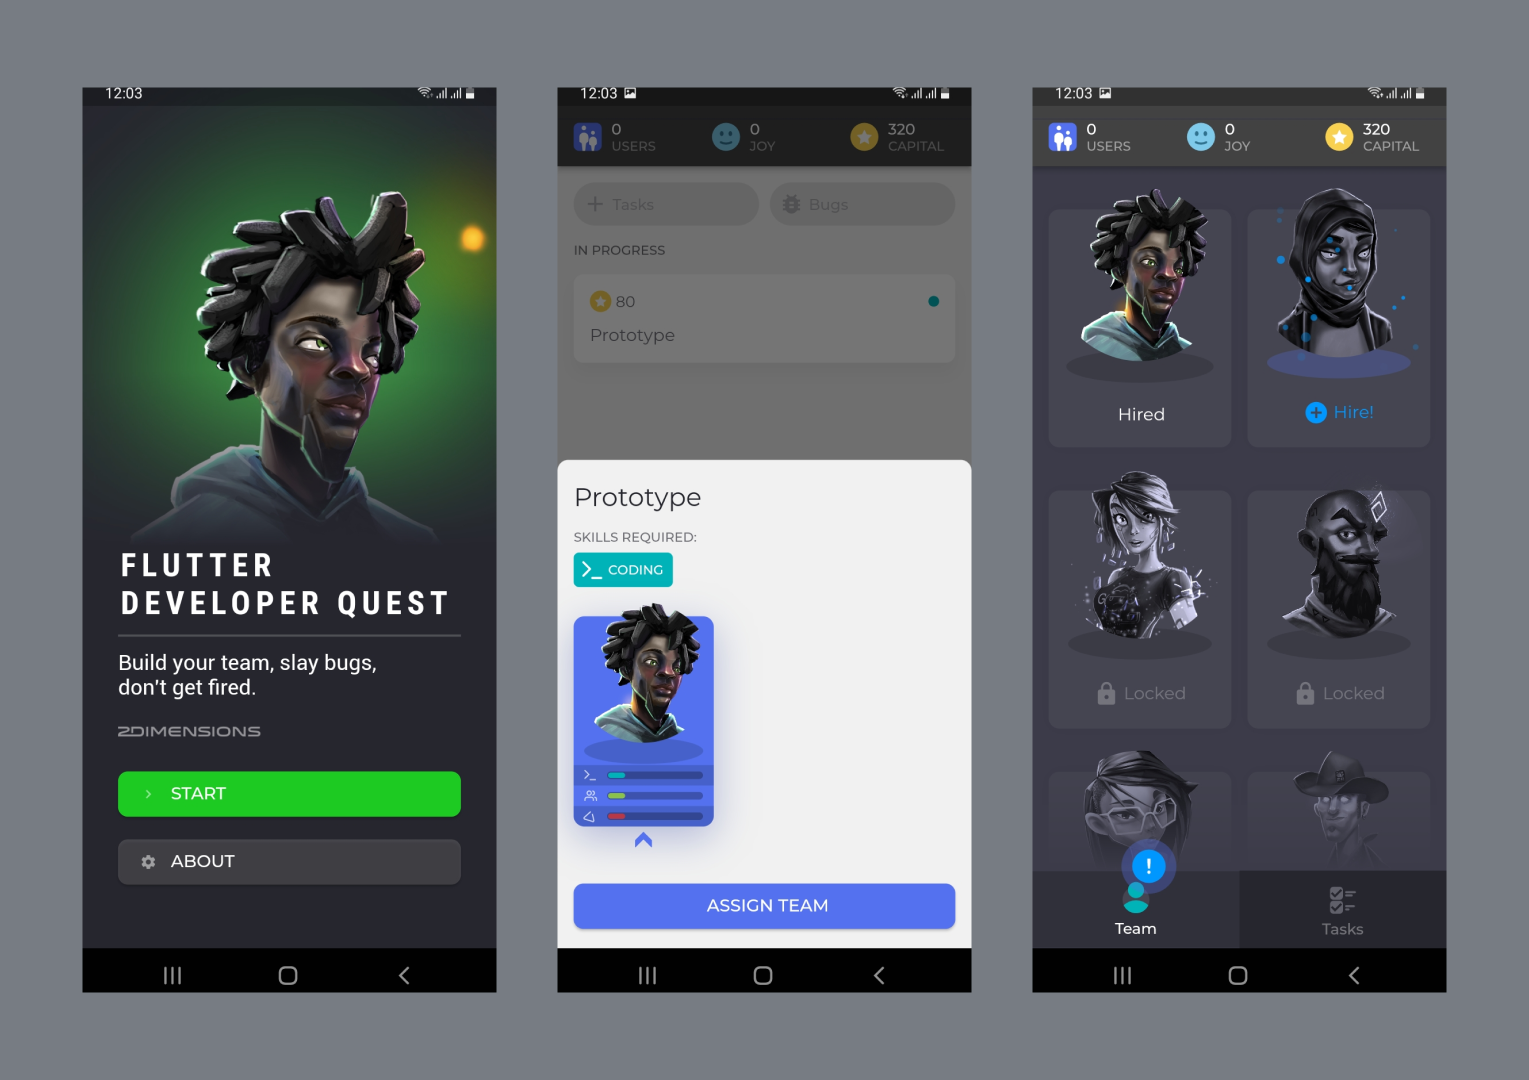 12:03
FLUTTER
DEVELOPER QUEST
Build your team, slay bugs,
don't get fired.
2DIMENSIONS
START
ABOUT
12:03
0
USERS
0
JOY
320
CAPITAL
Tasks
Bugs
IN PROGRESS
80
Prototype
Prototype
SKILLS REQUIRED:
CODING
ASSIGN TEAM
12:03
0
USERS
0
JOY
320
CAPITAL
Hired
Hire!
Locked
Locked
!
Team
Tasks